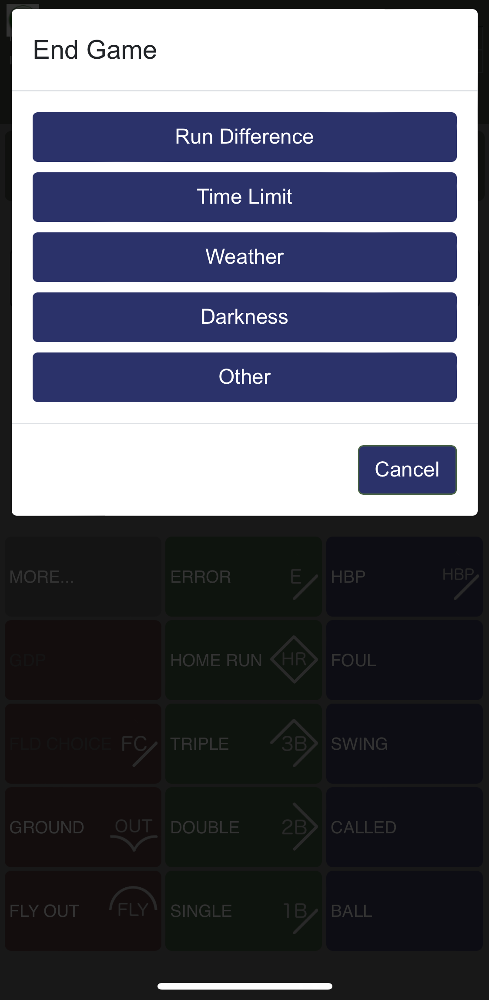 End Game
Run Difference
Time Limit
Weather
Darkness
Other
Cancel
MORE...
ERROR E
HBP HBP
GDP
HOME RUN HR
FOUL
FLD CHOICE FC
TRIPLE 3B
SWING
GROUND OUT
DOUBLE 2B
CALLED
FLY OUT FLY
SINGLE 1B
BALL